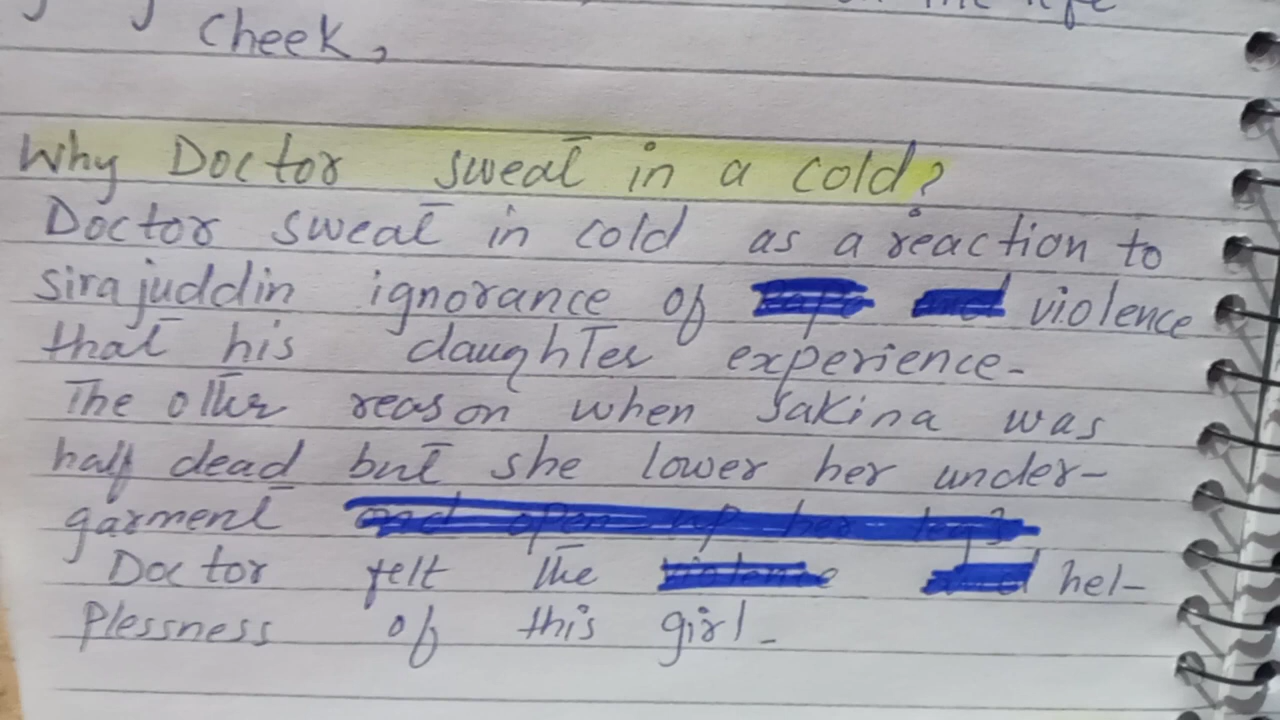 the life
Cheek,
Why Doctor sweat in a cold?
Doctor sweat in cold as a reaction to
sirajuddin ignorance of violence
that his daughter experience.
The other reason when Sakina was
half dead but she lower her under-
garment
Doctor felt the hel-
plessness of this girl.